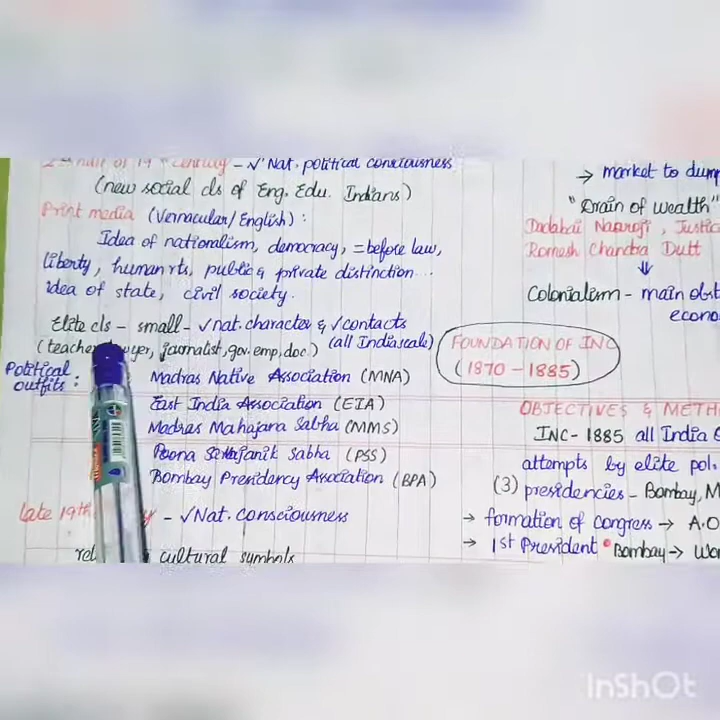 2nd half of 19th century - ✓ Nat. political consciousness
(new social cls of Eng. Edu. Indians)
Print media (Vernacular/English):
Idea of nationalism, democracy, = before law,
liberty, human rts, public & private distinction...
idea of state, civil society.
Elite cls - small - ✓ nat. character & ✓ contacts
(teacher, journalist, gov. emp, doc.) (all India scale)
Political outfits:
Madras Native Association (MNA)
East India Association (EIA)
Madras Mahajana Sabha (MMS)
Poona Sarvajanik Sabha (PSS)
Bombay Presidency Association (BPA)
late 19th - ✓ Nat. consciousness
cultural symbols
→ market to dump
"Drain of wealth"
Dadabai Naoroji, Justic
Romesh Chandra Dutt
↓
Colonialism - main obst
econo
FOUNDATION OF INC
(1870 - 1885)
OBJECTIVES & METH
INC - 1885 all India
attempts by elite pol.
(3) presidencies - Bombay, M
→ formation of congress → A.O
→ 1st President Bombay → Wo
InShOt